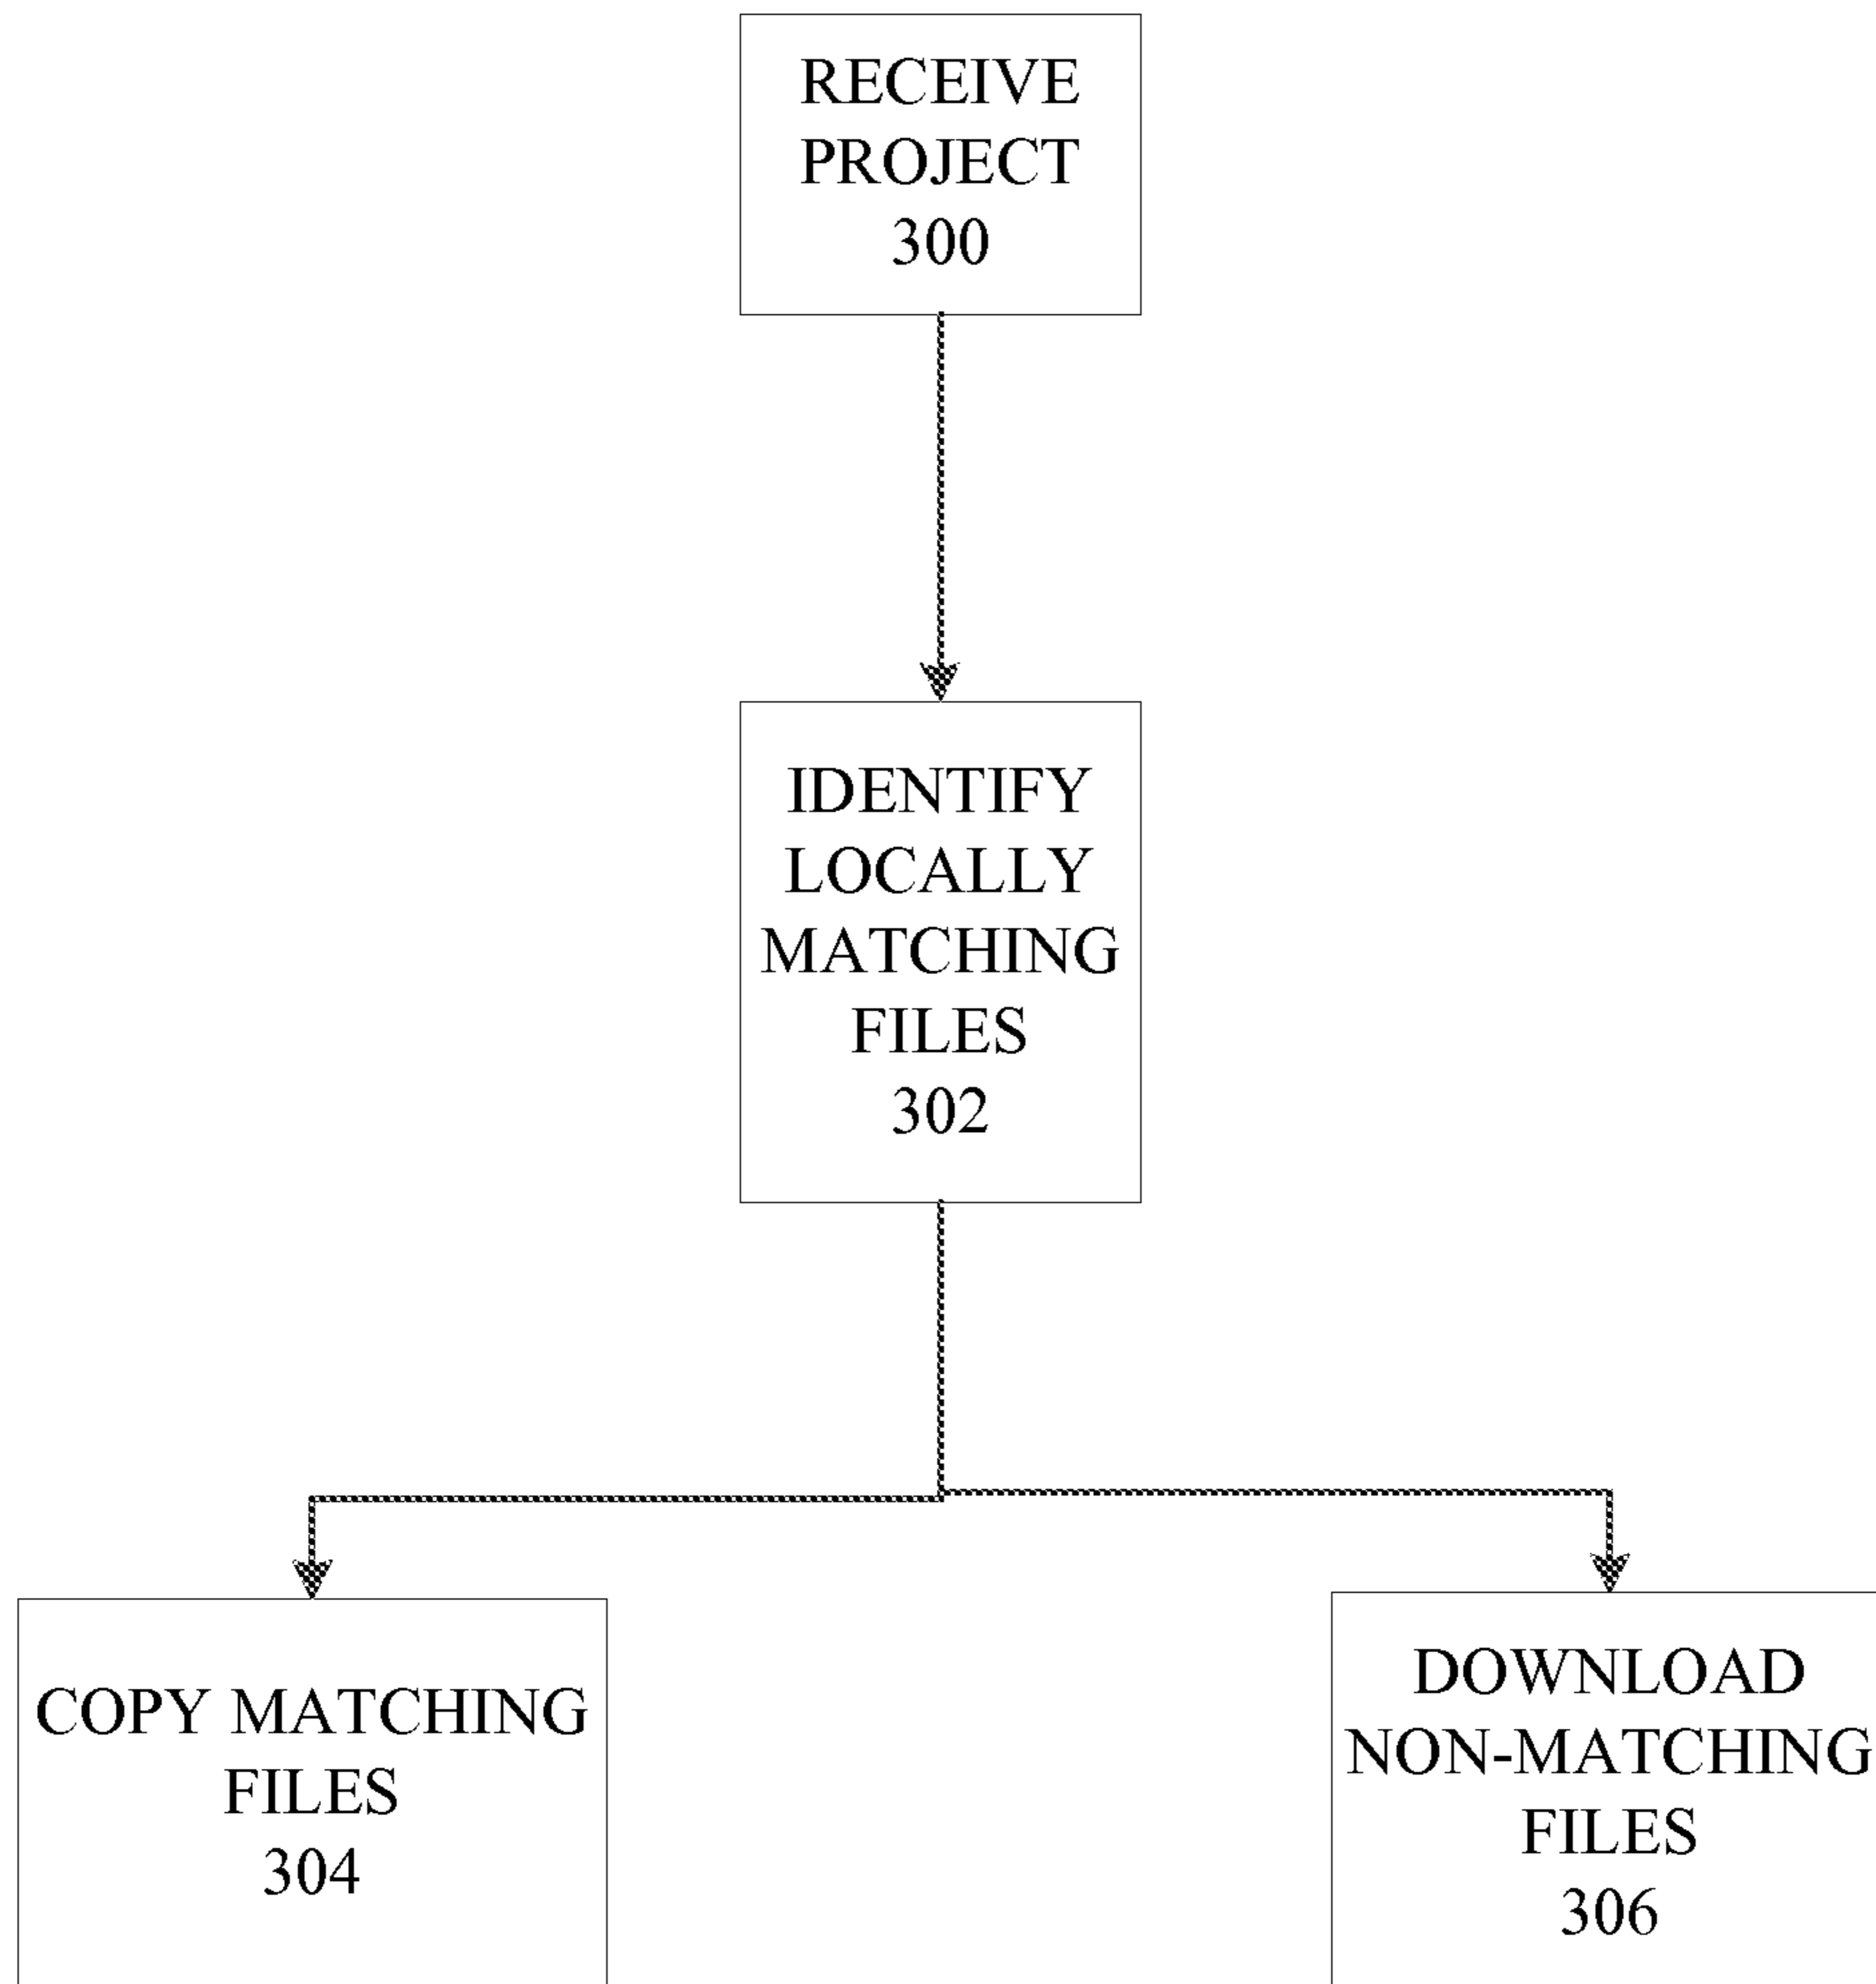 RECEIVE
PROJECT
300
IDENTIFY
LOCALLY
MATCHING
FILES
302
COPY MATCHING
FILES
304
DOWNLOAD
NON-MATCHING
FILES
306